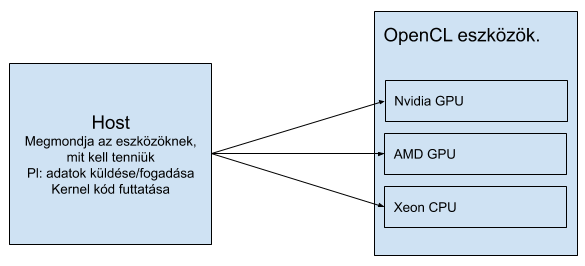 Host
Megmondja az eszközöknek,
mit kell tenniük
Pl: adatok küldése/fogadása
Kernel kód futtatása
OpenCL eszközök.
Nvidia GPU
AMD GPU
Xeon CPU